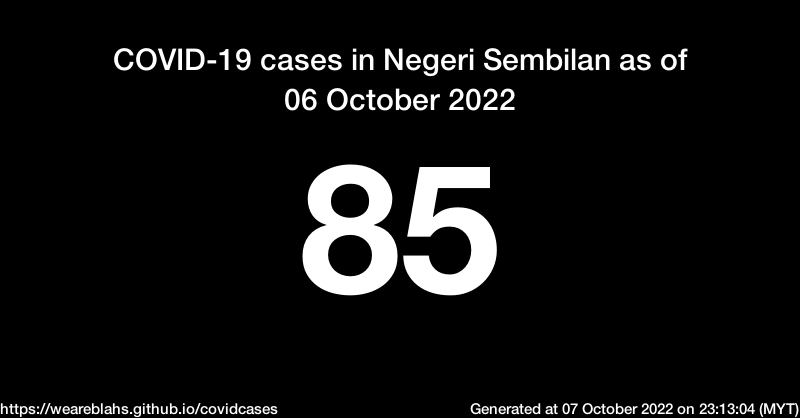 COVID-19 cases in Negeri Sembilan as of
06 October 2022
85
https://weareblahs.github.io/covidcases
Generated at 07 October 2022 on 23:13:04 (MYT)